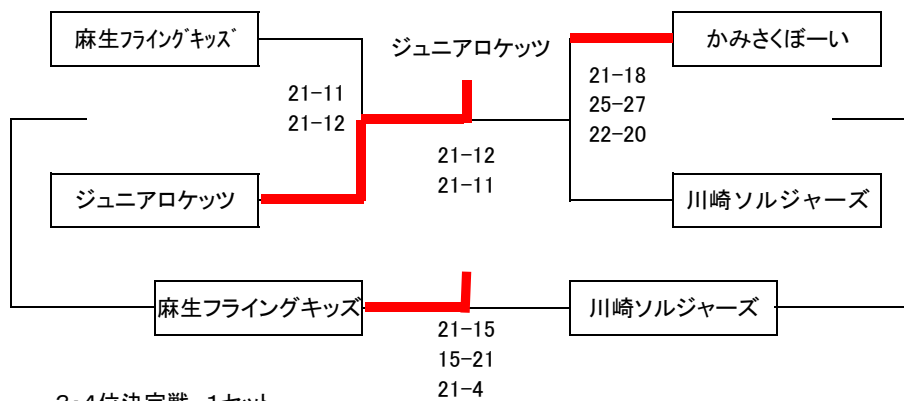 麻生フライングキッズ
ジュニアロケッツ
かみさくぼーい
21-11
21-12
21-18
25-27
22-20
21-12
21-11
ジュニアロケッツ
川崎ソルジャーズ
麻生フライングキッズ
川崎ソルジャーズ
21-15
15-21
21-4